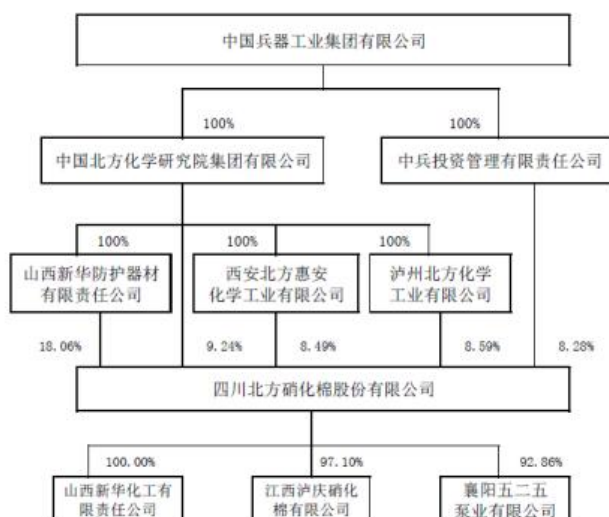 中国兵器工业集团有限公司
100%
100%
中国北方化学研究院集团有限公司
中兵投资管理有限责任公司
100%
100%
100%
山西新华防护器材
有限责任公司
西安北方惠安
化学工业有限公司
泸州北方化学
工业有限公司
18.06%
9.24%
8.49%
8.59%
8.28%
四川北方硝化棉股份有限公司
100.00%
97.10%
92.86%
山西新华化工有
限责任公司
江西泸庆硝化
棉有限公司
襄阳五二五
泵业有限公司